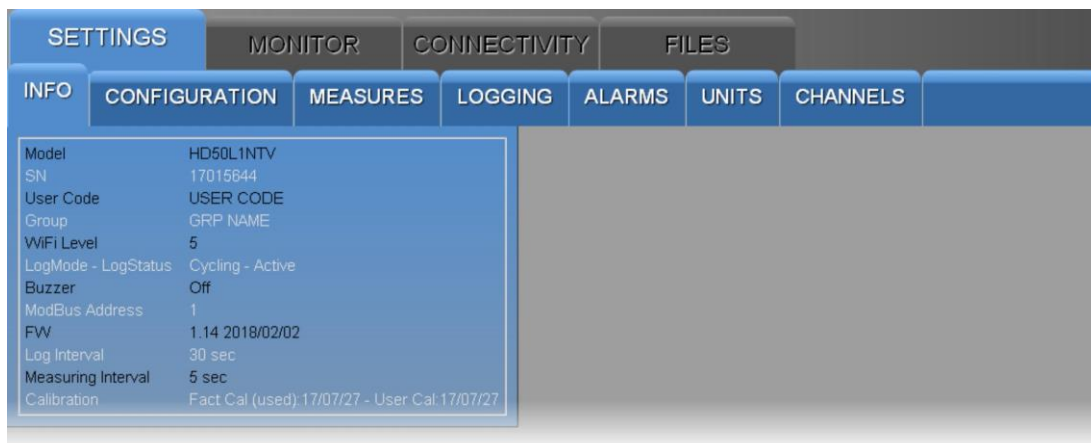 SETTINGS MONITOR CONNECTIVITY FILES
INFO CONFIGURATION MEASURES LOGGING ALARMS UNITS CHANNELS
Model HD50L1NTV
SN 17015644
User Code USER CODE
Group GRP NAME
WiFi Level 5
LogMode - LogStatus Cycling - Active
Buzzer Off
ModBus Address 1
FW 1.14 2018/02/02
Log Interval 30 sec
Measuring Interval 5 sec
Calibration Fact Cal (used):17/07/27 - User Cal:17/07/27